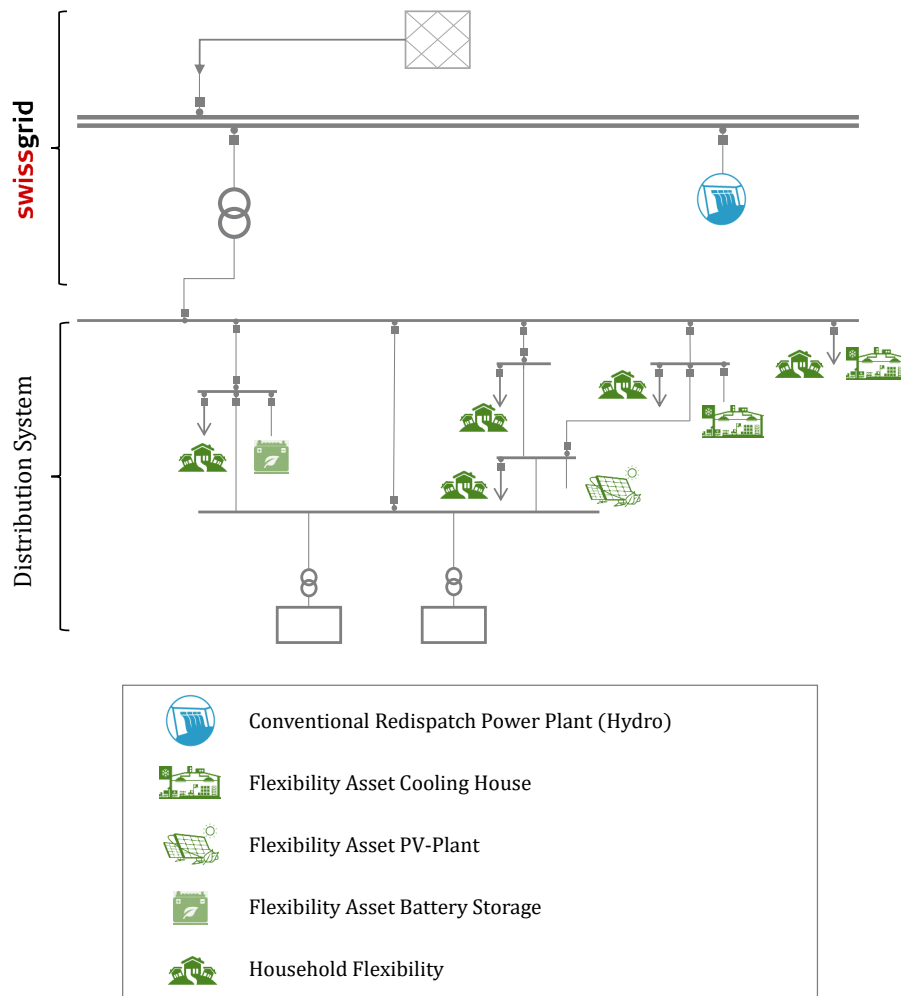 swissgrid
Distribution System
Conventional Redispatch Power Plant (Hydro)
Flexibility Asset Cooling House
Flexibility Asset PV-Plant
Flexibility Asset Battery Storage
Household Flexibility